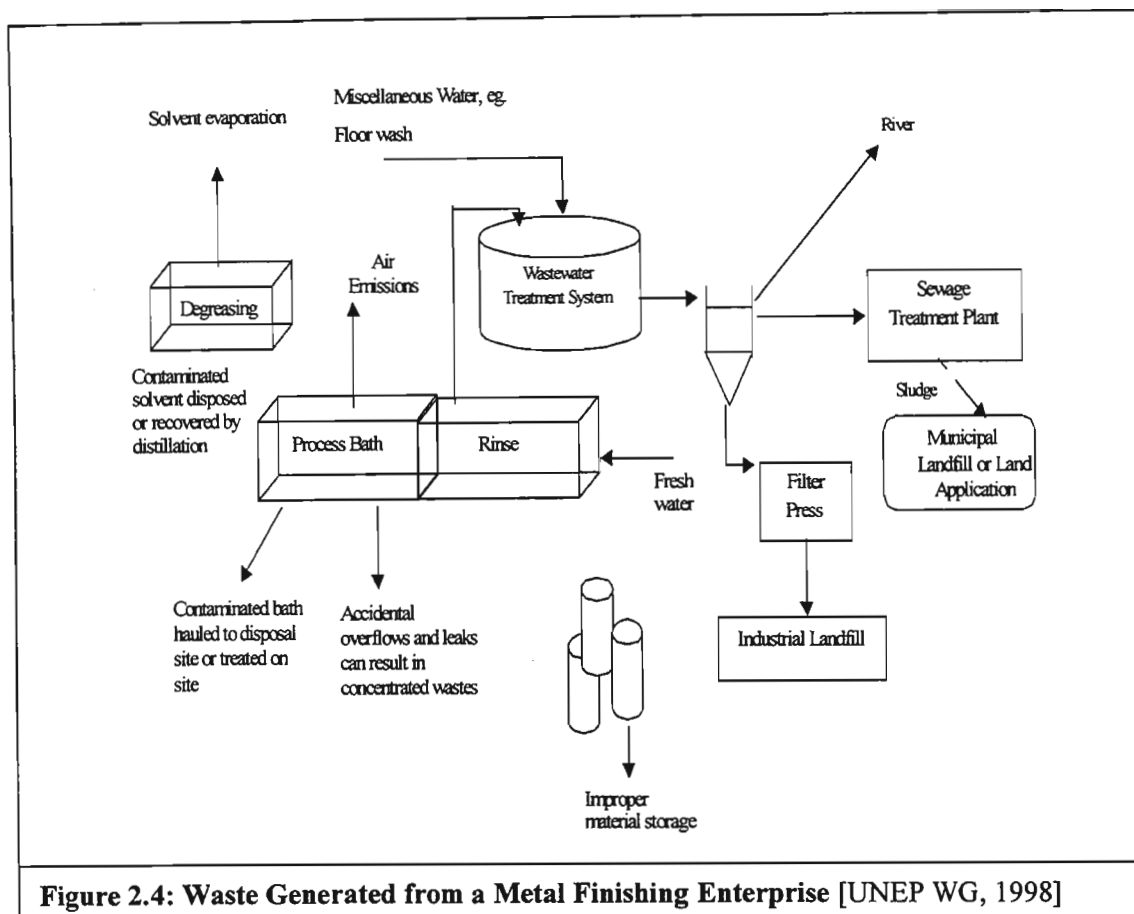 Solvent evaporation
Miscellaneous Water, eg.
Floor wash
River
Air
Emissions
Degreasing
Wastewater
Treatment System
Sewage
Treatment Plant
Contaminated
solvent disposed
or recovered by
distillation
Sludge
Process Bath
Rinse
Fresh
water
Municipal
Landfill or Land
Application
Filter
Press
Contaminated bath
hauled to disposal
site or treated on
site
Accidental
overflows and leaks
can result in
concentrated wastes
Industrial Landfill
Improper
material storage
Figure 2.4: Waste Generated from a Metal Finishing Enterprise [UNEP WG, 1998]